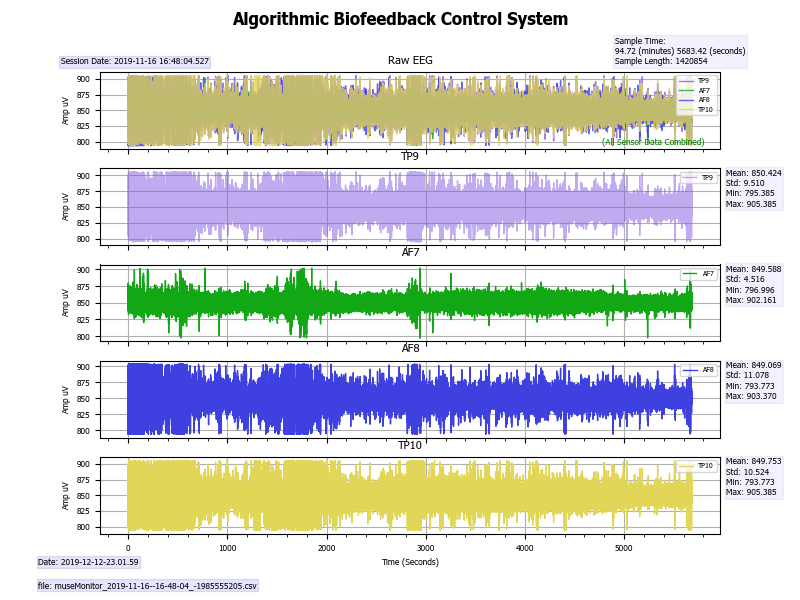 Algorithmic Biofeedback Control System
Sample Time:
94.72 (minutes) 5683.42 (seconds)
Sample Length: 1420854
Session Date: 2019-11-16 16:48:04.527
Raw EEG
Amp uV
900
875
850
825
800
TP9
AF7
AF8
TP10
(All Sensor Data Combined)
TP9
Amp uV
900
875
850
825
800
TP9
Mean: 850.424
Std: 9.510
Min: 795.385
Max: 905.385
AF7
Amp uV
900
875
850
825
800
AF7
Mean: 849.588
Std: 4.516
Min: 796.996
Max: 902.161
AF8
Amp uV
900
875
850
825
800
AF8
Mean: 849.069
Std: 11.078
Min: 793.773
Max: 903.370
TP10
Amp uV
900
875
850
825
800
TP10
Mean: 849.753
Std: 10.524
Min: 793.773
Max: 905.385
0 1000 2000 3000 4000 5000
Time (Seconds)
Date: 2019-12-12-23.01.59
file: museMonitor_2019-11-16--16-48-04_-1985555205.csv